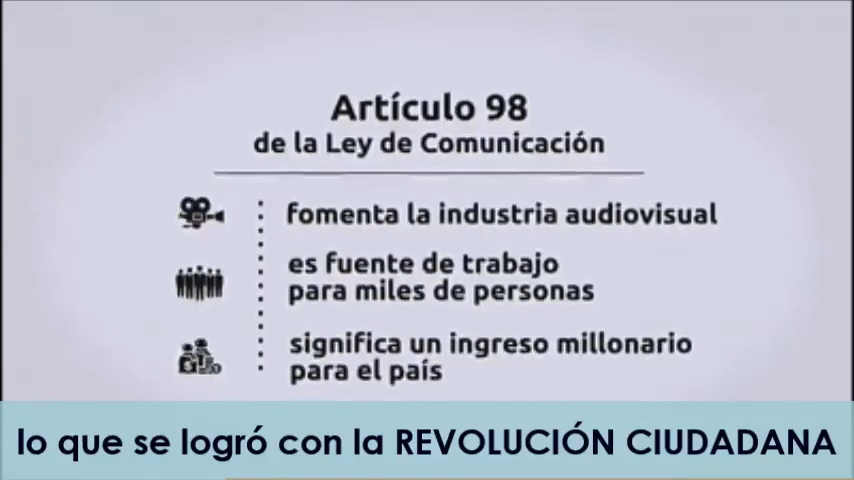 Artículo 98
de la Ley de Comunicación
fomenta la industria audiovisual
es fuente de trabajo
para miles de personas
significa un ingreso millonario
para el país
lo que se logró con la REVOLUCIÓN CIUDADANA